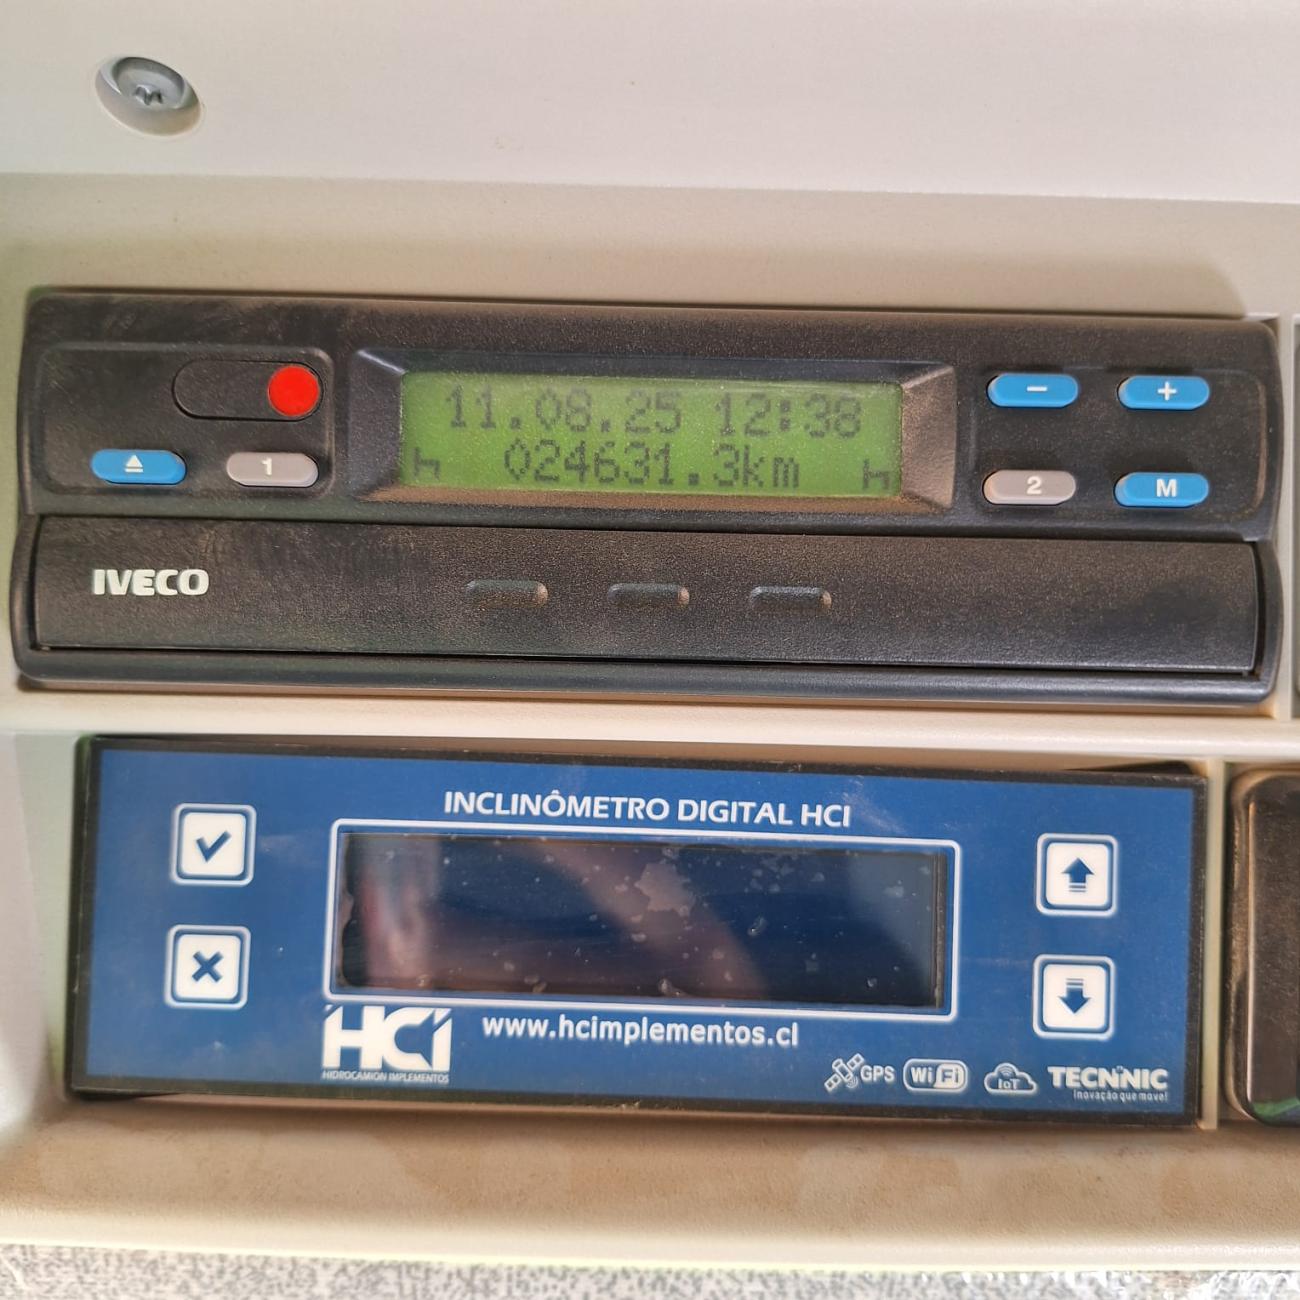 11.08.25 12:38
024631.3km
1
2
M
IVECO
INCLINÔMETRO DIGITAL HCI
HCi
HIDROCAMION IMPLEMENTOS
www.hcimplementos.cl
GPS
WiFi
IoT
TECNNIC
Inovação que move!